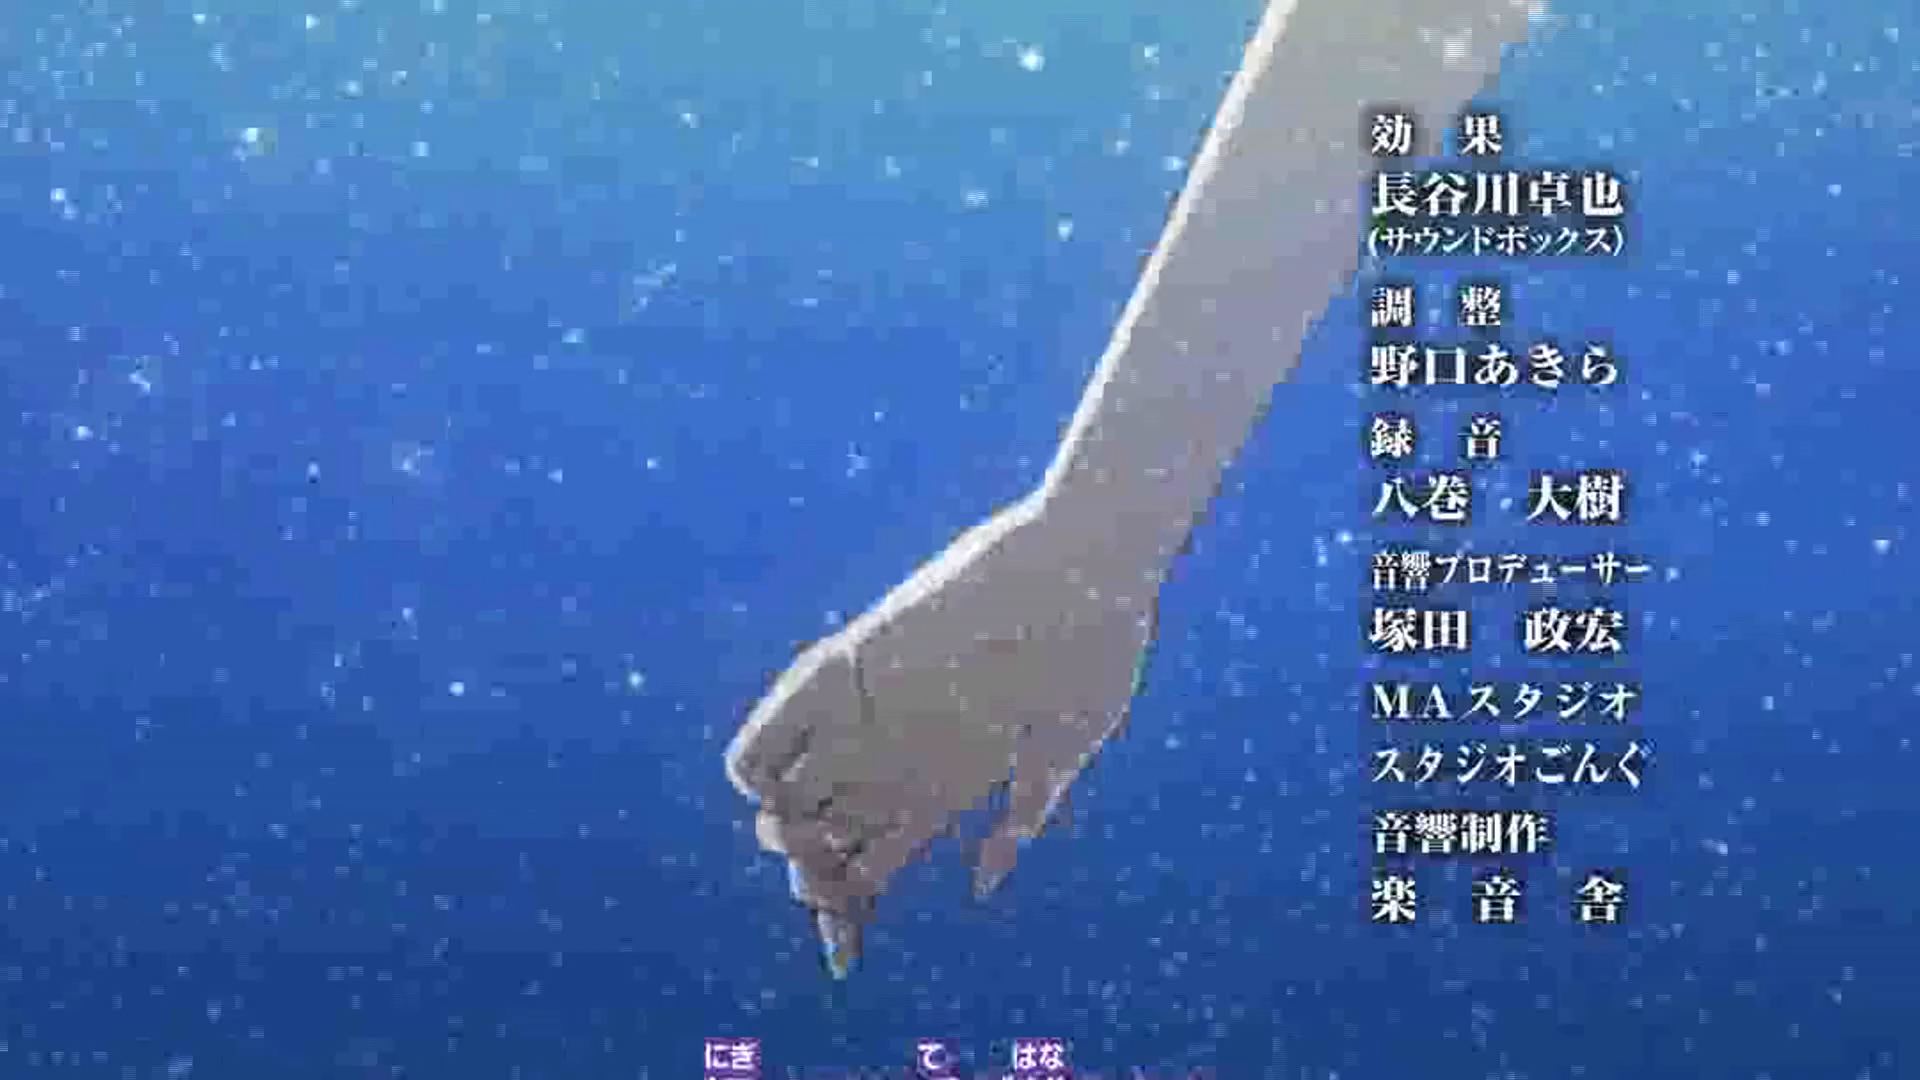 効　果
長谷川卓也
(サウンドボックス)
調　整
野口あきら
録　音
八巻　大樹
音響プロデューサー
塚田　政宏
MAスタジオ
スタジオごんぐ
音響制作
楽　音　舎
にぎ　て　はな